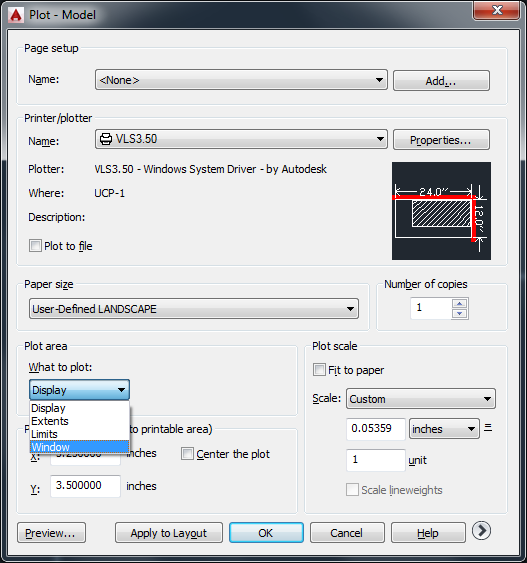 Plot - Model
Page setup
Name: <None> Add...
Printer/plotter
Name: VLS3.50 Properties...
Plotter: VLS3.50 - Windows System Driver - by Autodesk
Where: UCP-1
Description:
Plot to file
24.0''
12.0''
Paper size
User-Defined LANDSCAPE
Number of copies
1
Plot area
What to plot:
Display
Display
Extents
Limits
Window
to printable area)
X: inches
Center the plot
Y: 3.500000 inches
Plot scale
Fit to paper
Scale: Custom
0.05359 inches =
1 unit
Scale lineweights
Preview... Apply to Layout OK Cancel Help